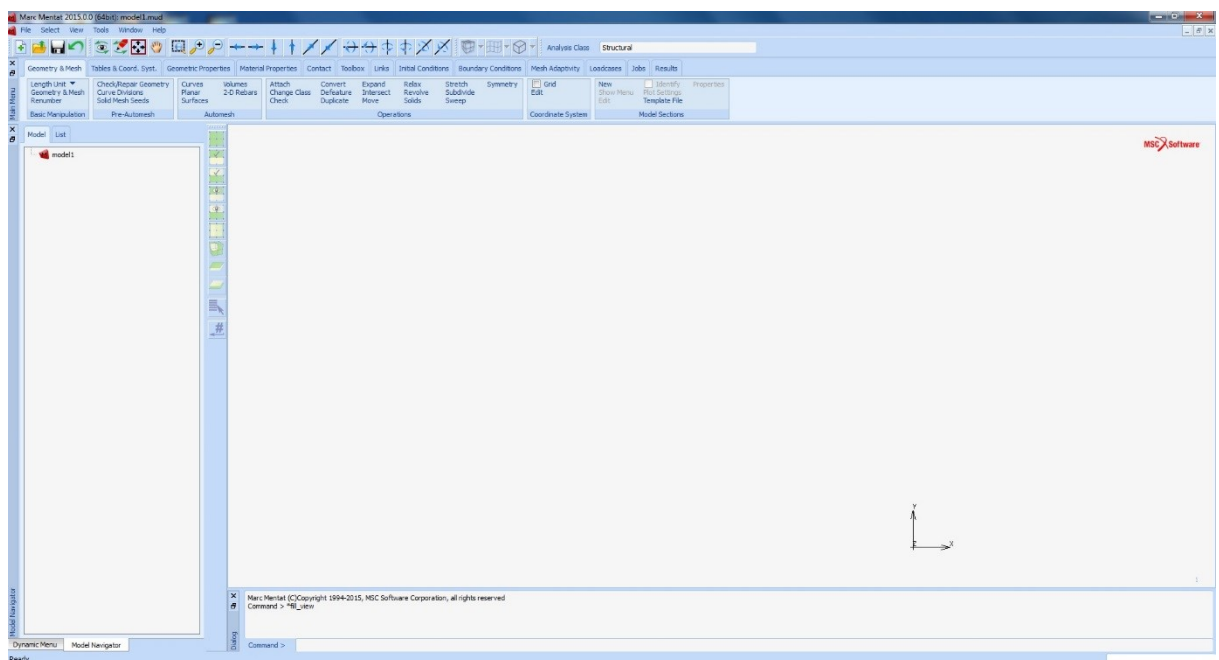 Marc Mentat 2015.0.0 (64bit): model1.mud
File Select View Tools Window Help
Analysis Class Structural
Geometry & Mesh Tables & Coord. Syst. Geometric Properties Material Properties Contact Toolbox Links Initial Conditions Boundary Conditions Mesh Adaptivity Loadcases Jobs Results
Main Menu
Length Unit
Geometry & Mesh
Renumber
Basic Manipulation
Check/Repair Geometry
Curve Divisions
Solid Mesh Seeds
Pre-Automesh
Curves Volumes
Planar 2-D Rebars
Surfaces
Automesh
Attach Convert Expand Relax Stretch Symmetry
Change Class Defeature Intersect Revolve Subdivide
Check Duplicate Move Solids Sweep
Operations
Grid
Edit
Coordinate System
New Identify Properties
Show Menu Plot Settings
Edit Template File
Model Sections
Model List
model1
MSC Software
Y
Z X
1
Model Navigator
Marc Mentat (C)Copyright 1994-2015, MSC Software Corporation, all rights reserved
Command > *fill_view
Dialog
Command >
Dynamic Menu Model Navigator
Ready